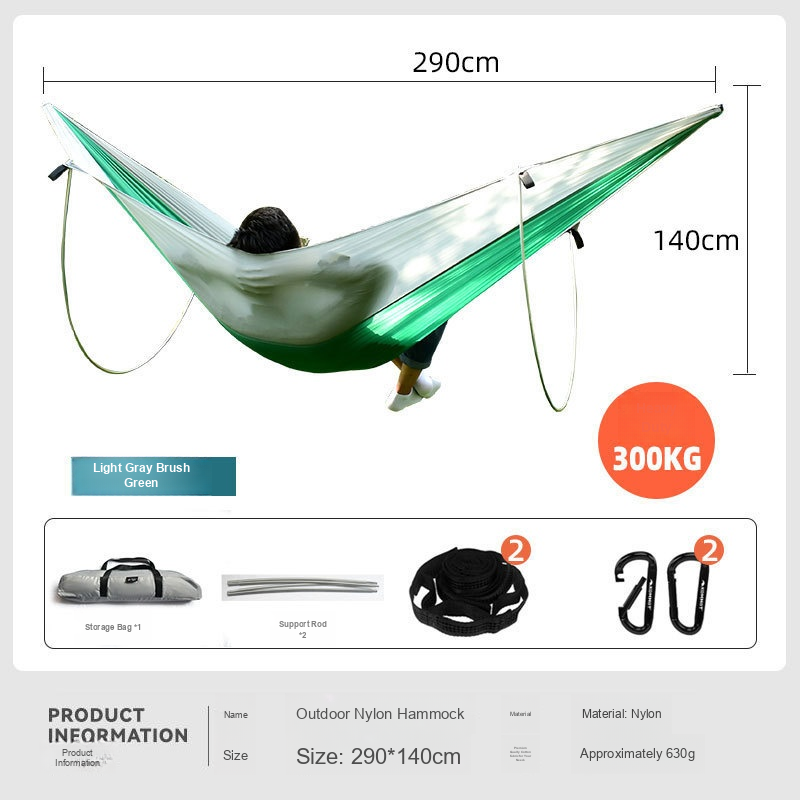 290cm
140cm
300KG
Light Gray Brush
Green
2
2
Storage Bag *1
Support Rod
*2
PRODUCT
INFORMATION
Product
Information
Name
Outdoor Nylon Hammock
Material
Material: Nylon
Size
Size: 290*140cm
Approximately 630g